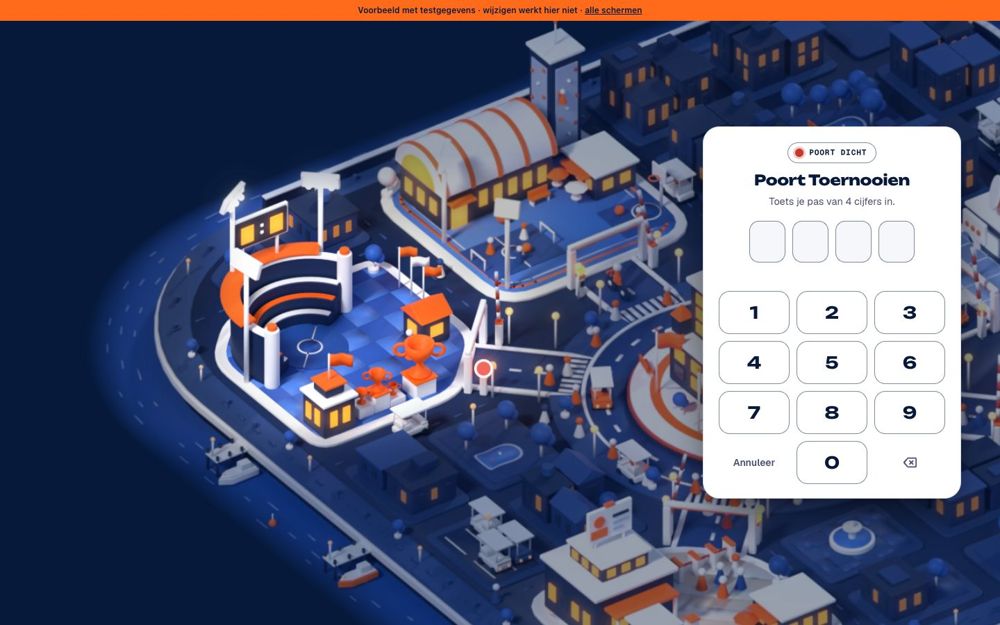 Voorbeeld met testgegevens · wijzigen werkt hier niet · alle schermen
POORT DICHT
Poort Toernooien
Toets je pas van 4 cijfers in.
1 2 3
4 5 6
7 8 9
Annuleer 0